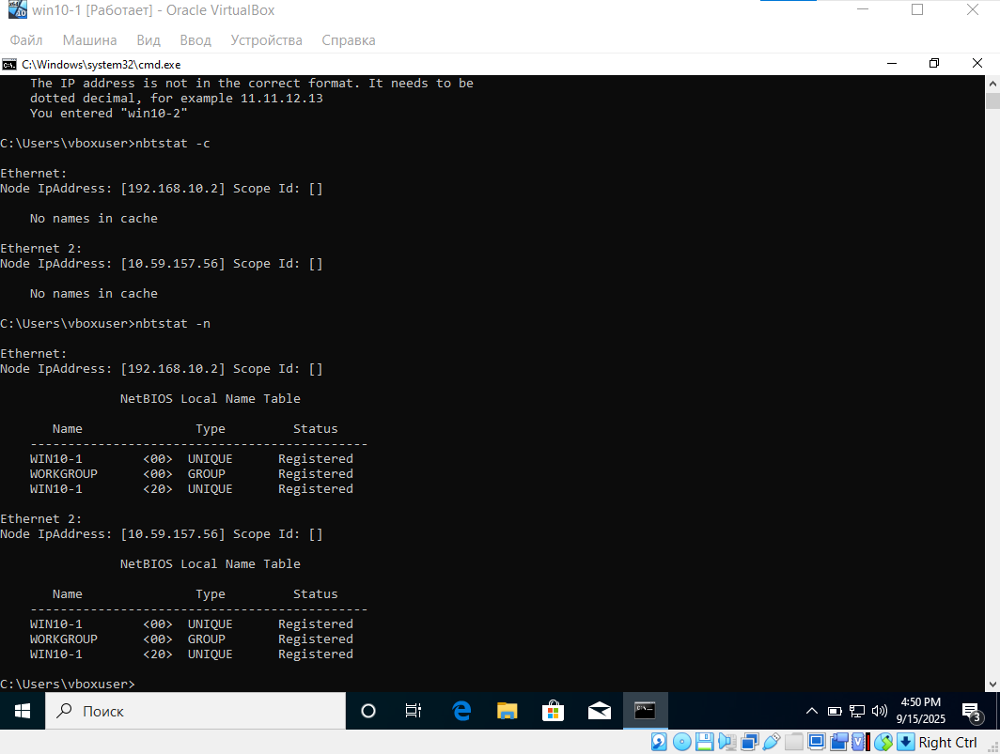 win10-1 [Работает] - Oracle VirtualBox
Файл Машина Вид Ввод Устройства Справка
C:\Windows\system32\cmd.exe
The IP address is not in the correct format. It needs to be
dotted decimal, for example 11.11.12.13
You entered "win10-2"
C:\Users\vboxuser>nbtstat -c
Ethernet:
Node IpAddress: [192.168.10.2] Scope Id: []
No names in cache
Ethernet 2:
Node IpAddress: [10.59.157.56] Scope Id: []
No names in cache
C:\Users\vboxuser>nbtstat -n
Ethernet:
Node IpAddress: [192.168.10.2] Scope Id: []
NetBIOS Local Name Table
Name Type Status
---------------------------------------------
WIN10-1 <00> UNIQUE Registered
WORKGROUP <00> GROUP Registered
WIN10-1 <20> UNIQUE Registered
Ethernet 2:
Node IpAddress: [10.59.157.56] Scope Id: []
NetBIOS Local Name Table
Name Type Status
---------------------------------------------
WIN10-1 <00> UNIQUE Registered
WORKGROUP <00> GROUP Registered
WIN10-1 <20> UNIQUE Registered
C:\Users\vboxuser>
Поиск
4:50 PM
9/15/2025
3
Right Ctrl